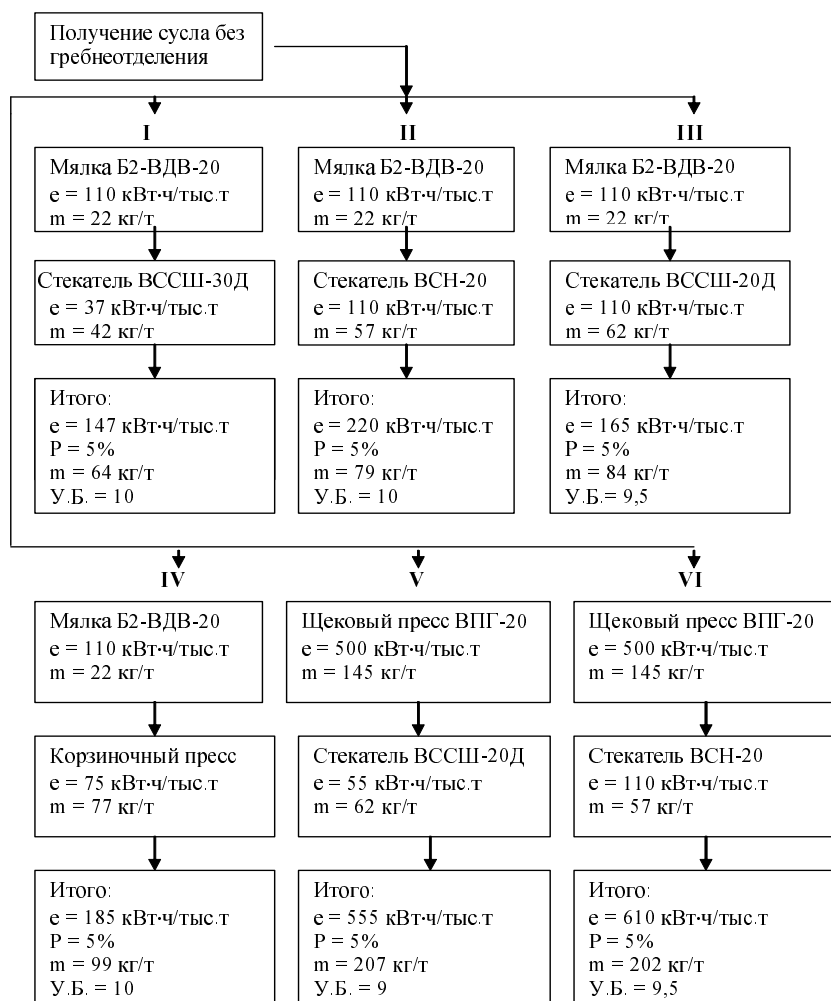 Получение сусла без
гребнеотделения
I
Мялка Б2-ВДВ-20
е = 110 кВт·ч/тыс.т
m = 22 кг/т
Стекатель ВССШ-30Д
е = 37 кВт·ч/тыс.т
m = 42 кг/т
Итого:
е = 147 кВт·ч/тыс.т
Р = 5%
m = 64 кг/т
У.Б. = 10
II
Мялка Б2-ВДВ-20
е = 110 кВт·ч/тыс.т
m = 22 кг/т
Стекатель ВСН-20
е = 110 кВт·ч/тыс.т
m = 57 кг/т
Итого:
е = 220 кВт·ч/тыс.т
Р = 5%
m = 79 кг/т
У.Б. = 10
III
Мялка Б2-ВДВ-20
е = 110 кВт·ч/тыс.т
m = 22 кг/т
Стекатель ВССШ-20Д
е = 110 кВт·ч/тыс.т
m = 62 кг/т
Итого:
е = 165 кВт·ч/тыс.т
Р = 5%
m = 84 кг/т
У.Б.= 9,5
IV
Мялка Б2-ВДВ-20
е = 110 кВт·ч/тыс.т
m = 22 кг/т
Корзиночный пресс
е = 75 кВт·ч/тыс.т
m = 77 кг/т
Итого:
е = 185 кВт·ч/тыс.т
Р = 5%
m = 99 кг/т
У.Б. = 10
V
Щековый пресс ВПГ-20
е = 500 кВт·ч/тыс.т
m = 145 кг/т
Стекатель ВССШ-20Д
е = 55 кВт·ч/тыс.т
m = 62 кг/т
Итого:
е = 555 кВт·ч/тыс.т
Р = 5%
m = 207 кг/т
У.Б. = 9
VI
Щековый пресс ВПГ-20
е = 500 кВт·ч/тыс.т
m = 145 кг/т
Стекатель ВСН-20
е = 110 кВт·ч/тыс.т
m = 57 кг/т
Итого:
е = 610 кВт·ч/тыс.т
Р = 5%
m = 202 кг/т
У.Б. = 9,5